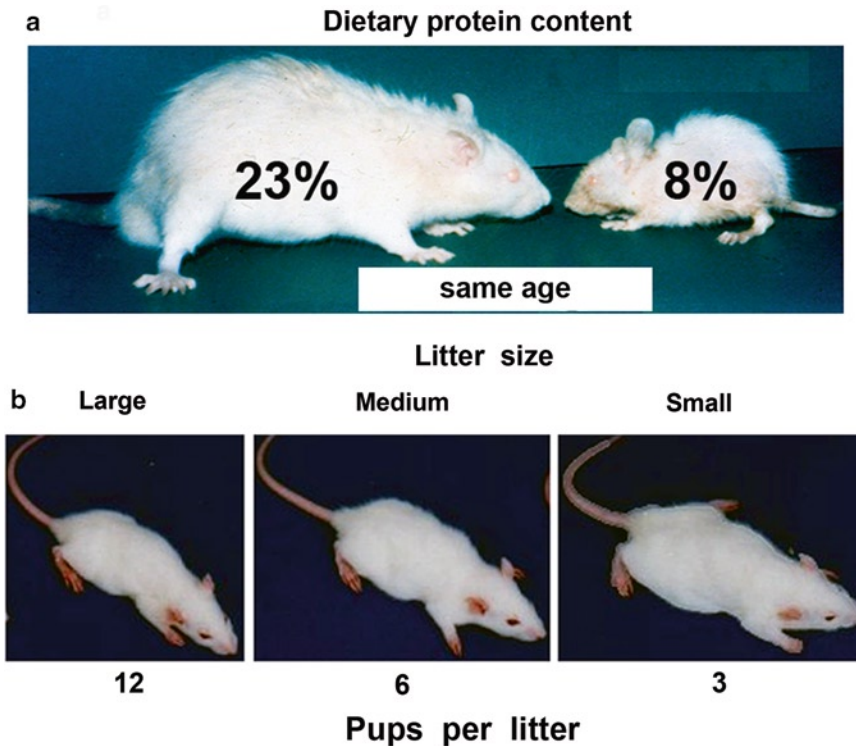 a
Dietary protein content
23%
8%
same age
Litter size
b
Large
Medium
Small
12
6
3
Pups per litter